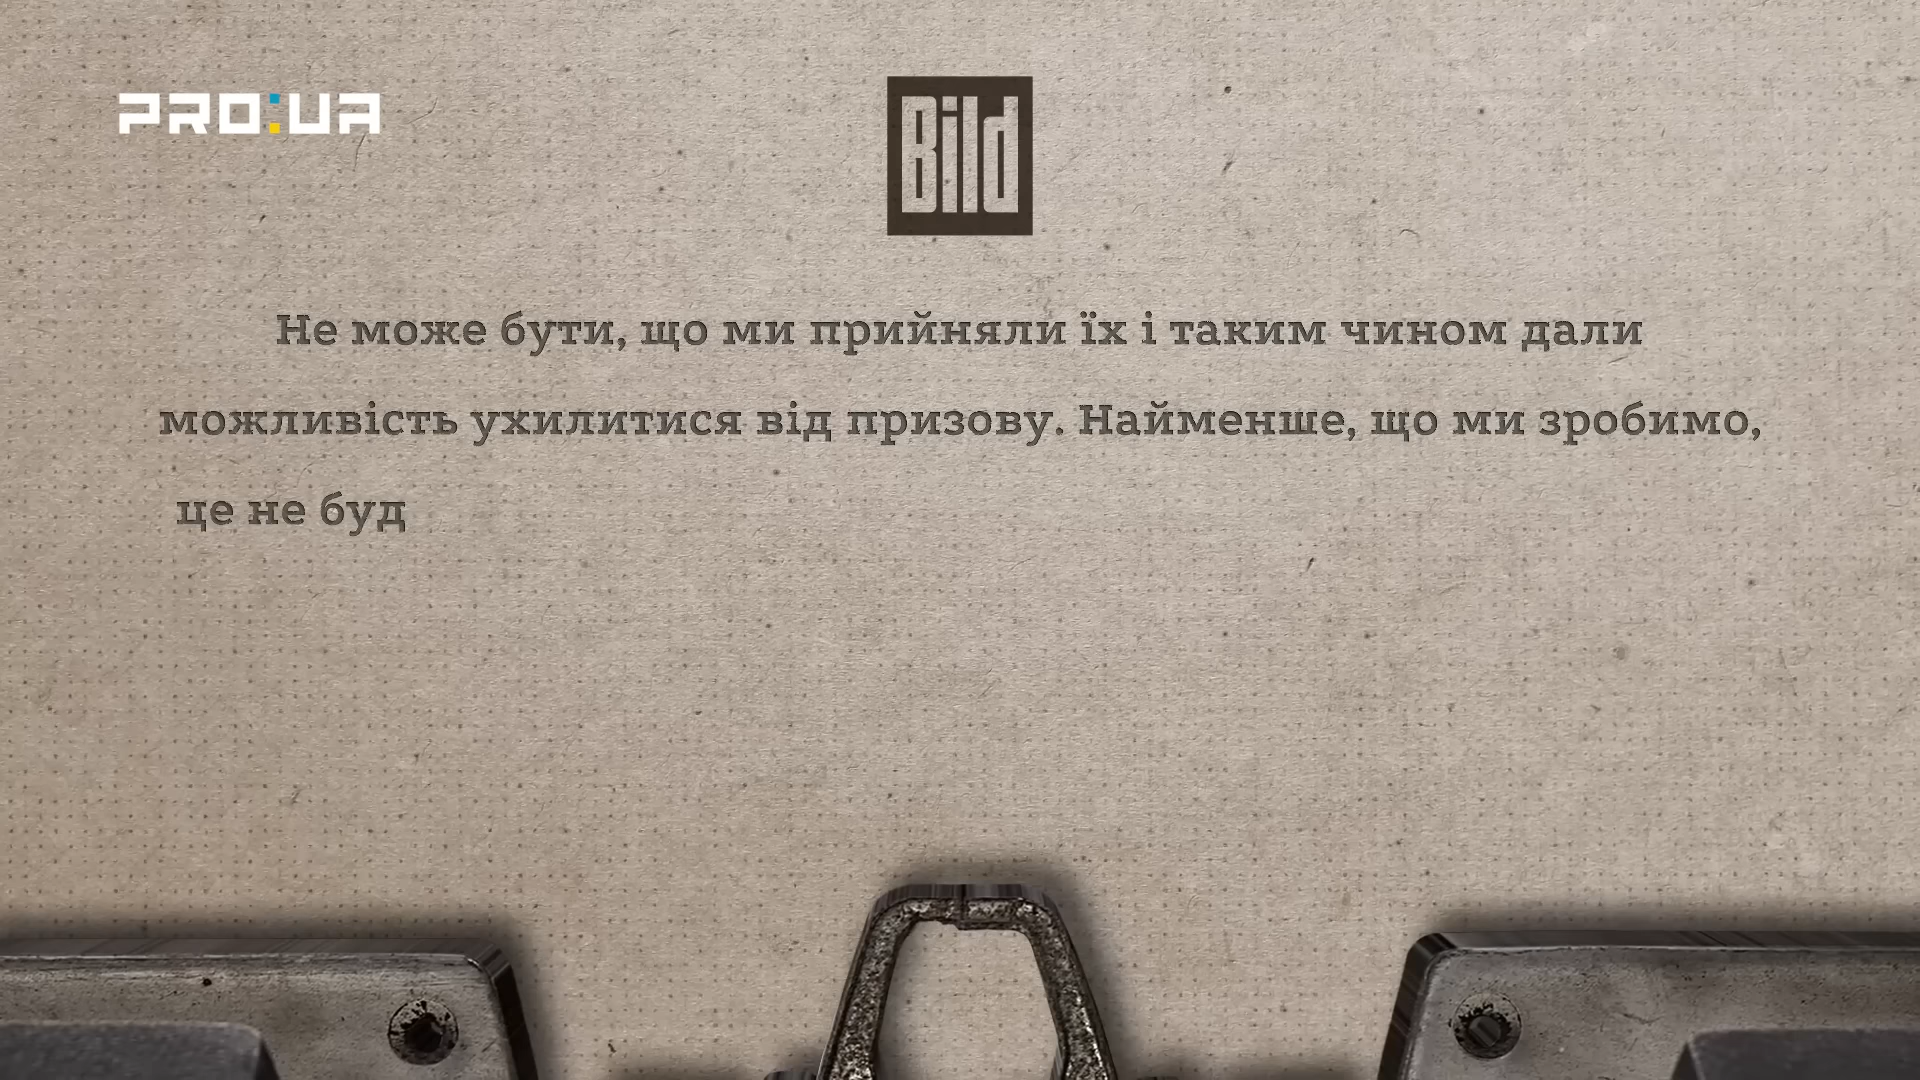 PRO:UA
Bild
Не може бути, що ми прийняли їх і таким чином дали
можливість ухилитися від призову. Найменше, що ми зробимо,
це не буд